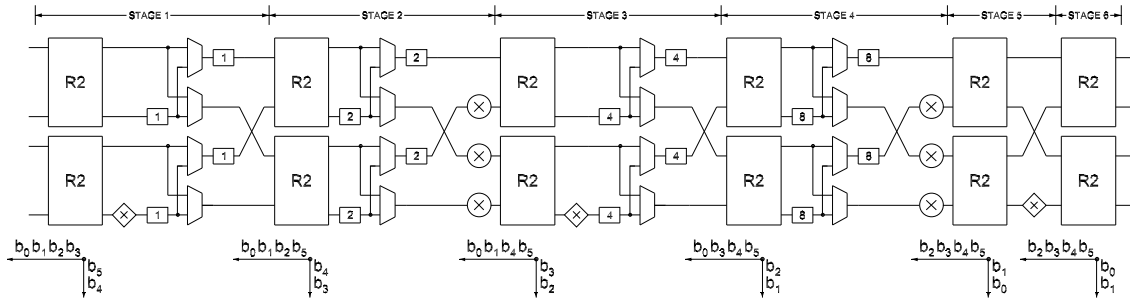 STAGE 1 STAGE 2 STAGE 3 STAGE 4 STAGE 5 STAGE 6
1 2 4 8
R2 R2 R2 R2 R2 R2
1 2 4 8
1 2 4 8
R2 R2 R2 R2 R2 R2
1 2 4 8
b0 b1 b2 b3 b0 b1 b2 b5 b0 b1 b4 b5 b0 b3 b4 b5 b2 b3 b4 b5 b2 b3 b4 b5
b5 b4 b3 b2 b1 b0
b4 b3 b2 b1 b0 b1